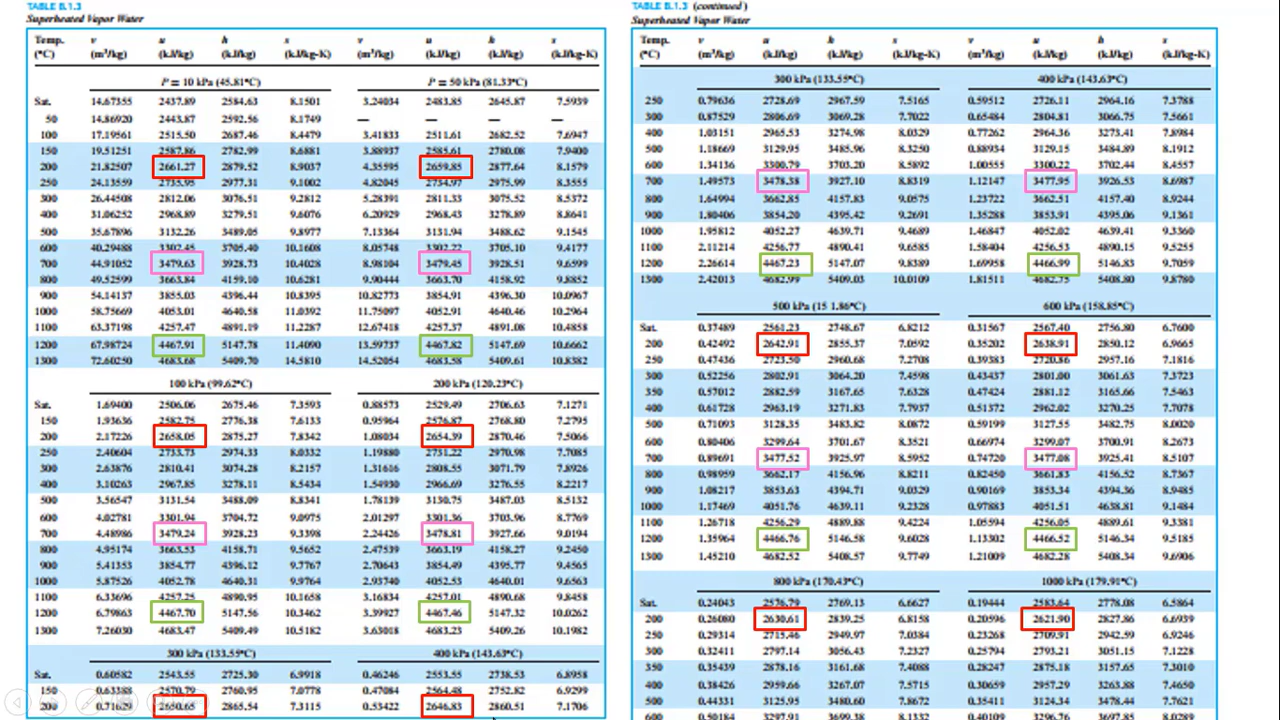 TABLE B.1.3
Superheated Vapor Water
Temp. v u h s v u h s
(°C) (m³/kg) (kJ/kg) (kJ/kg) (kJ/kg-K) (m³/kg) (kJ/kg) (kJ/kg) (kJ/kg-K)
P = 10 kPa (45.81°C) P = 50 kPa (81.33°C)
Sat. 14.67355 2437.89 2584.63 8.1501 3.24034 2483.85 2645.87 7.5939
50 14.86920 2443.87 2592.56 8.1749 — — — —
100 17.19561 2515.50 2687.46 8.4479 3.41833 2511.61 2682.52 7.6947
150 19.51251 2587.86 2782.99 8.6881 3.88937 2585.61 2780.08 7.9400
200 21.82507 2661.27 2879.52 8.9037 4.35595 2659.85 2877.64 8.1579
250 24.13559 2735.95 2977.31 9.1002 4.82045 2734.97 2975.99 8.3555
300 26.44508 2812.06 3076.51 9.2812 5.28391 2811.33 3075.52 8.5372
400 31.06252 2968.89 3279.51 9.6076 6.20929 2968.43 3278.89 8.8641
500 35.67896 3132.26 3489.05 9.8977 7.13364 3131.94 3488.62 9.1545
600 40.29488 3302.45 3705.40 10.1608 8.05748 3302.22 3705.10 9.4177
700 44.91052 3479.63 3928.73 10.4028 8.98104 3479.45 3928.51 9.6599
800 49.52599 3663.84 4159.10 10.6281 9.90444 3663.70 4158.92 9.8852
900 54.14137 3855.03 4396.44 10.8395 10.82773 3854.91 4396.30 10.0967
1000 58.75669 4053.01 4640.58 11.0392 11.75097 4052.91 4640.46 10.2964
1100 63.37198 4257.47 4891.19 11.2287 12.67418 4257.37 4891.08 10.4858
1200 67.98724 4467.91 5147.78 11.4090 13.59737 4467.82 5147.69 10.6662
1300 72.60250 4683.68 5409.70 14.5810 14.52054 4683.58 5409.61 10.8382
100 kPa (99.62°C) 200 kPa (120.23°C)
Sat. 1.69400 2506.06 2675.46 7.3593 0.88573 2529.49 2706.63 7.1271
150 1.93636 2582.75 2776.38 7.6133 0.95964 2576.87 2768.80 7.2795
200 2.17226 2658.05 2875.27 7.8342 1.08034 2654.39 2870.46 7.5066
250 2.40604 2733.73 2974.33 8.0332 1.19880 2731.22 2970.98 7.7085
300 2.63876 2810.41 3074.28 8.2157 1.31616 2808.55 3071.79 7.8926
400 3.10263 2967.85 3278.11 8.5434 1.54930 2966.69 3276.55 8.2217
500 3.56547 3131.54 3488.09 8.8341 1.78139 3130.75 3487.03 8.5132
600 4.02781 3301.94 3704.72 9.0975 2.01297 3301.36 3703.96 8.7769
700 4.48986 3479.24 3928.23 9.3398 2.24426 3478.81 3927.66 9.0194
800 4.95174 3663.53 4158.71 9.5652 2.47539 3663.19 4158.27 9.2450
900 5.41353 3854.77 4396.12 9.7767 2.70643 3854.49 4395.77 9.4565
1000 5.87526 4052.78 4640.31 9.9764 2.93740 4052.53 4640.01 9.6563
1100 6.33696 4257.25 4890.95 10.1658 3.16834 4257.01 4890.68 9.8458
1200 6.79863 4467.70 5147.56 10.3462 3.39927 4467.46 5147.32 10.0262
1300 7.26030 4683.47 5409.49 10.5182 3.63018 4683.23 5409.26 10.1982
300 kPa (133.55°C) 400 kPa (143.63°C)
Sat. 0.60582 2543.55 2725.30 6.9918 0.46246 2553.55 2738.53 6.8958
150 0.63388 2570.79 2760.95 7.0778 0.47084 2564.48 2752.82 6.9299
200 0.71629 2650.65 2865.54 7.3115 0.53422 2646.83 2860.51 7.1706
TABLE B.1.3 (continued)
Superheated Vapor Water
Temp. v u h s v u h s
(°C) (m³/kg) (kJ/kg) (kJ/kg) (kJ/kg-K) (m³/kg) (kJ/kg) (kJ/kg) (kJ/kg-K)
300 kPa (133.55°C) 400 kPa (143.63°C)
250 0.79636 2728.69 2967.59 7.5165 0.59512 2726.11 2964.16 7.3788
300 0.87529 2806.69 3069.28 7.7022 0.65484 2804.81 3066.75 7.5661
400 1.03151 2965.53 3274.98 8.0329 0.77262 2964.36 3273.41 7.8984
500 1.18669 3129.95 3485.96 8.3250 0.88934 3129.15 3484.89 8.1912
600 1.34136 3300.79 3703.20 8.5892 1.00555 3300.22 3702.44 8.4557
700 1.49573 3478.38 3927.10 8.8319 1.12147 3477.95 3926.53 8.6987
800 1.64994 3662.85 4157.83 9.0575 1.23722 3662.51 4157.40 8.9244
900 1.80406 3854.20 4395.42 9.2691 1.35288 3853.91 4395.06 9.1361
1000 1.95812 4052.27 4639.71 9.4689 1.46847 4052.02 4639.41 9.3360
1100 2.11214 4256.77 4890.41 9.6585 1.58404 4256.53 4890.15 9.5255
1200 2.26614 4467.23 5147.07 9.8389 1.69958 4466.99 5146.83 9.7059
1300 2.42013 4682.99 5409.03 10.0109 1.81511 4682.75 5408.80 9.8780
500 kPa (15 1.86°C) 600 kPa (158.85°C)
Sat. 0.37489 2561.23 2748.67 6.8212 0.31567 2567.40 2756.80 6.7600
200 0.42492 2642.91 2855.37 7.0592 0.35202 2638.91 2850.12 6.9665
250 0.47436 2723.50 2960.68 7.2708 0.39383 2720.86 2957.16 7.1816
300 0.52256 2802.91 3064.20 7.4598 0.43437 2801.00 3061.63 7.3723
350 0.57012 2882.59 3167.65 7.6328 0.47424 2881.12 3165.66 7.5463
400 0.61728 2963.19 3271.83 7.7937 0.51372 2962.02 3270.25 7.7078
500 0.71093 3128.35 3483.82 8.0872 0.59199 3127.55 3482.75 8.0020
600 0.80406 3299.64 3701.67 8.3521 0.66974 3299.07 3700.91 8.2673
700 0.89691 3477.52 3925.97 8.5952 0.74720 3477.08 3925.41 8.5107
800 0.98959 3662.17 4156.96 8.8211 0.82450 3661.83 4156.52 8.7367
900 1.08217 3853.63 4394.71 9.0329 0.90169 3853.34 4394.36 8.9485
1000 1.17469 4051.76 4639.11 9.2328 0.97883 4051.51 4638.81 9.1484
1100 1.26718 4256.29 4889.88 9.4224 1.05594 4256.05 4889.61 9.3381
1200 1.35964 4466.76 5146.58 9.6028 1.13302 4466.52 5146.34 9.5185
1300 1.45210 4682.52 5408.57 9.7749 1.21009 4682.28 5408.34 9.6906
800 kPa (170.43°C) 1000 kPa (179.91°C)
Sat. 0.24043 2576.79 2769.13 6.6627 0.19444 2583.64 2778.08 6.5864
200 0.26080 2630.61 2839.25 6.8158 0.20596 2621.90 2827.86 6.6939
250 0.29314 2715.46 2949.97 7.0384 0.23268 2709.91 2942.59 6.9246
300 0.32411 2797.14 3056.43 7.2327 0.25794 2793.21 3051.15 7.1228
350 0.35439 2878.16 3161.68 7.4088 0.28247 2875.18 3157.65 7.3010
400 0.38426 2959.66 3267.07 7.5715 0.30659 2957.29 3263.88 7.4650
500 0.44331 3125.95 3480.60 7.8672 0.35411 3124.34 3478.44 7.7621
600 0.50184 3297.91 3699.38 8.1332 0.40109 3296.76 3697.85 8.0289